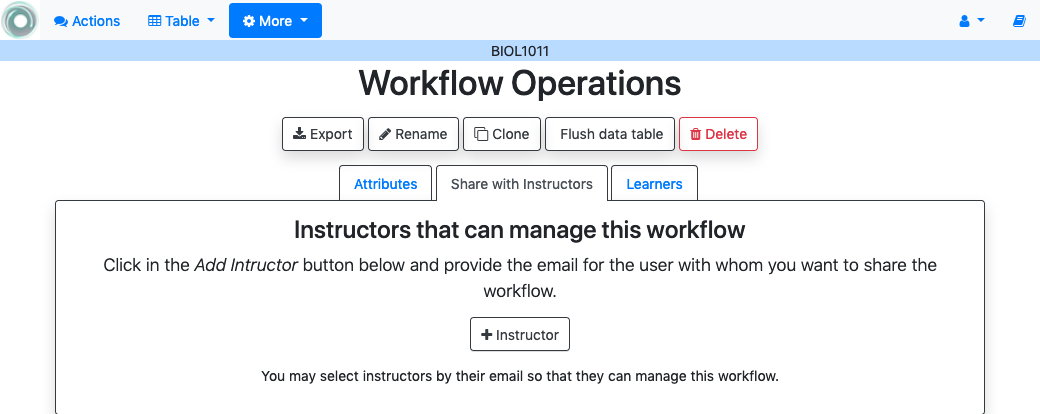 Actions Table More
BIOL1011
Workflow Operations
Export Rename Clone Flush data table Delete
Attributes Share with Instructors Learners
Instructors that can manage this workflow
Click in the Add Intructor button below and provide the email for the user with whom you want to share the
workflow.
Instructor
You may select instructors by their email so that they can manage this workflow.